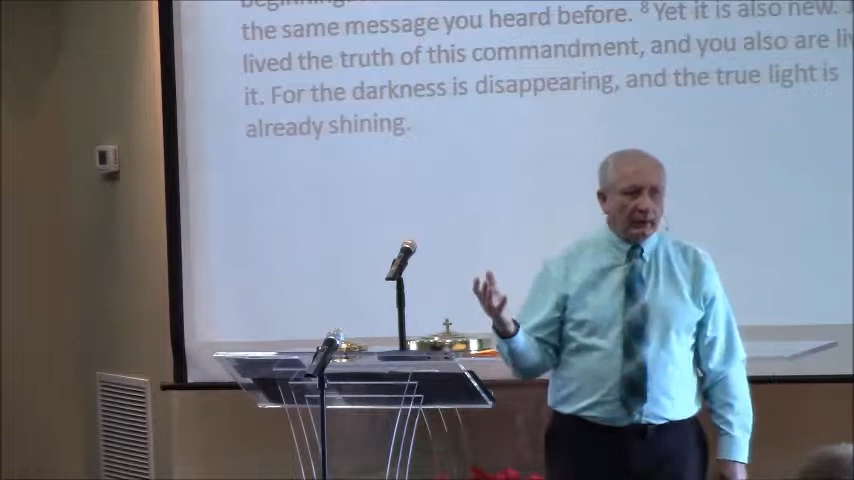 the same message you heard before. ⁸ Yet it is also new.
lived the truth of this commandment, and you also are
it. For the darkness is disappearing, and the true light is
already shining.